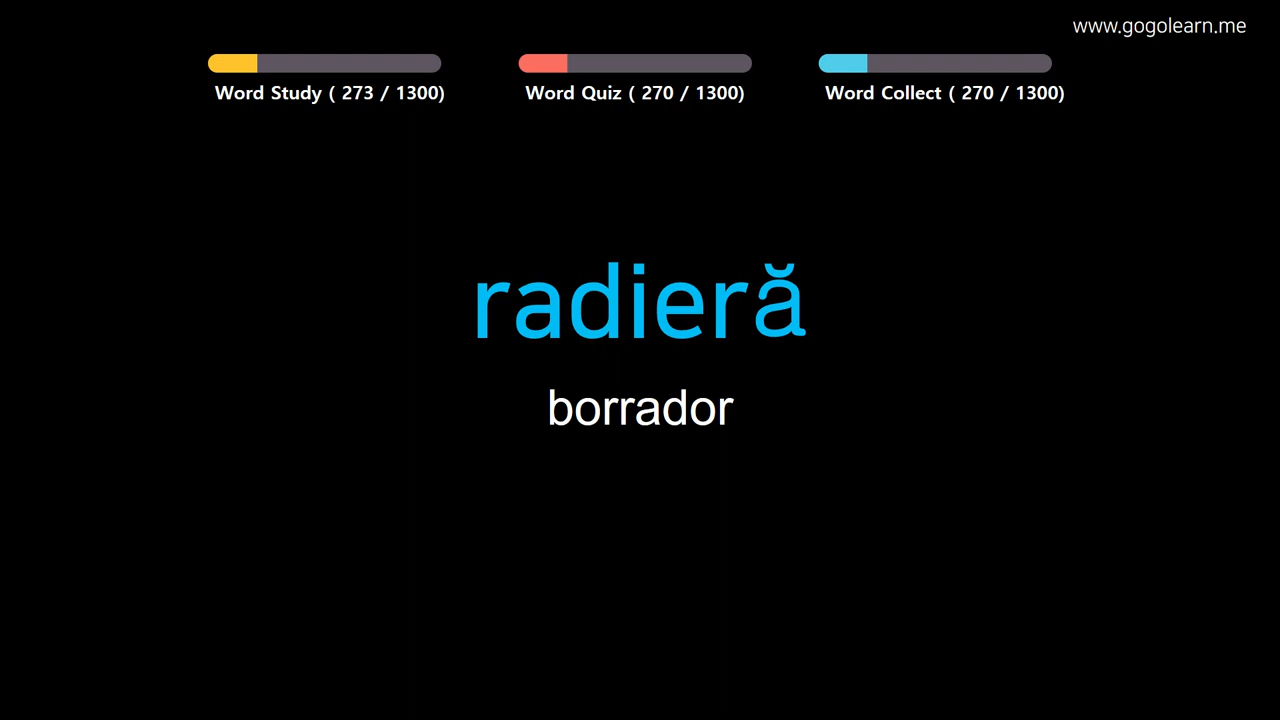 www.gogolearn.me
Word Study ( 273 / 1300)
Word Quiz ( 270 / 1300)
Word Collect ( 270 / 1300)
radieră
borrador